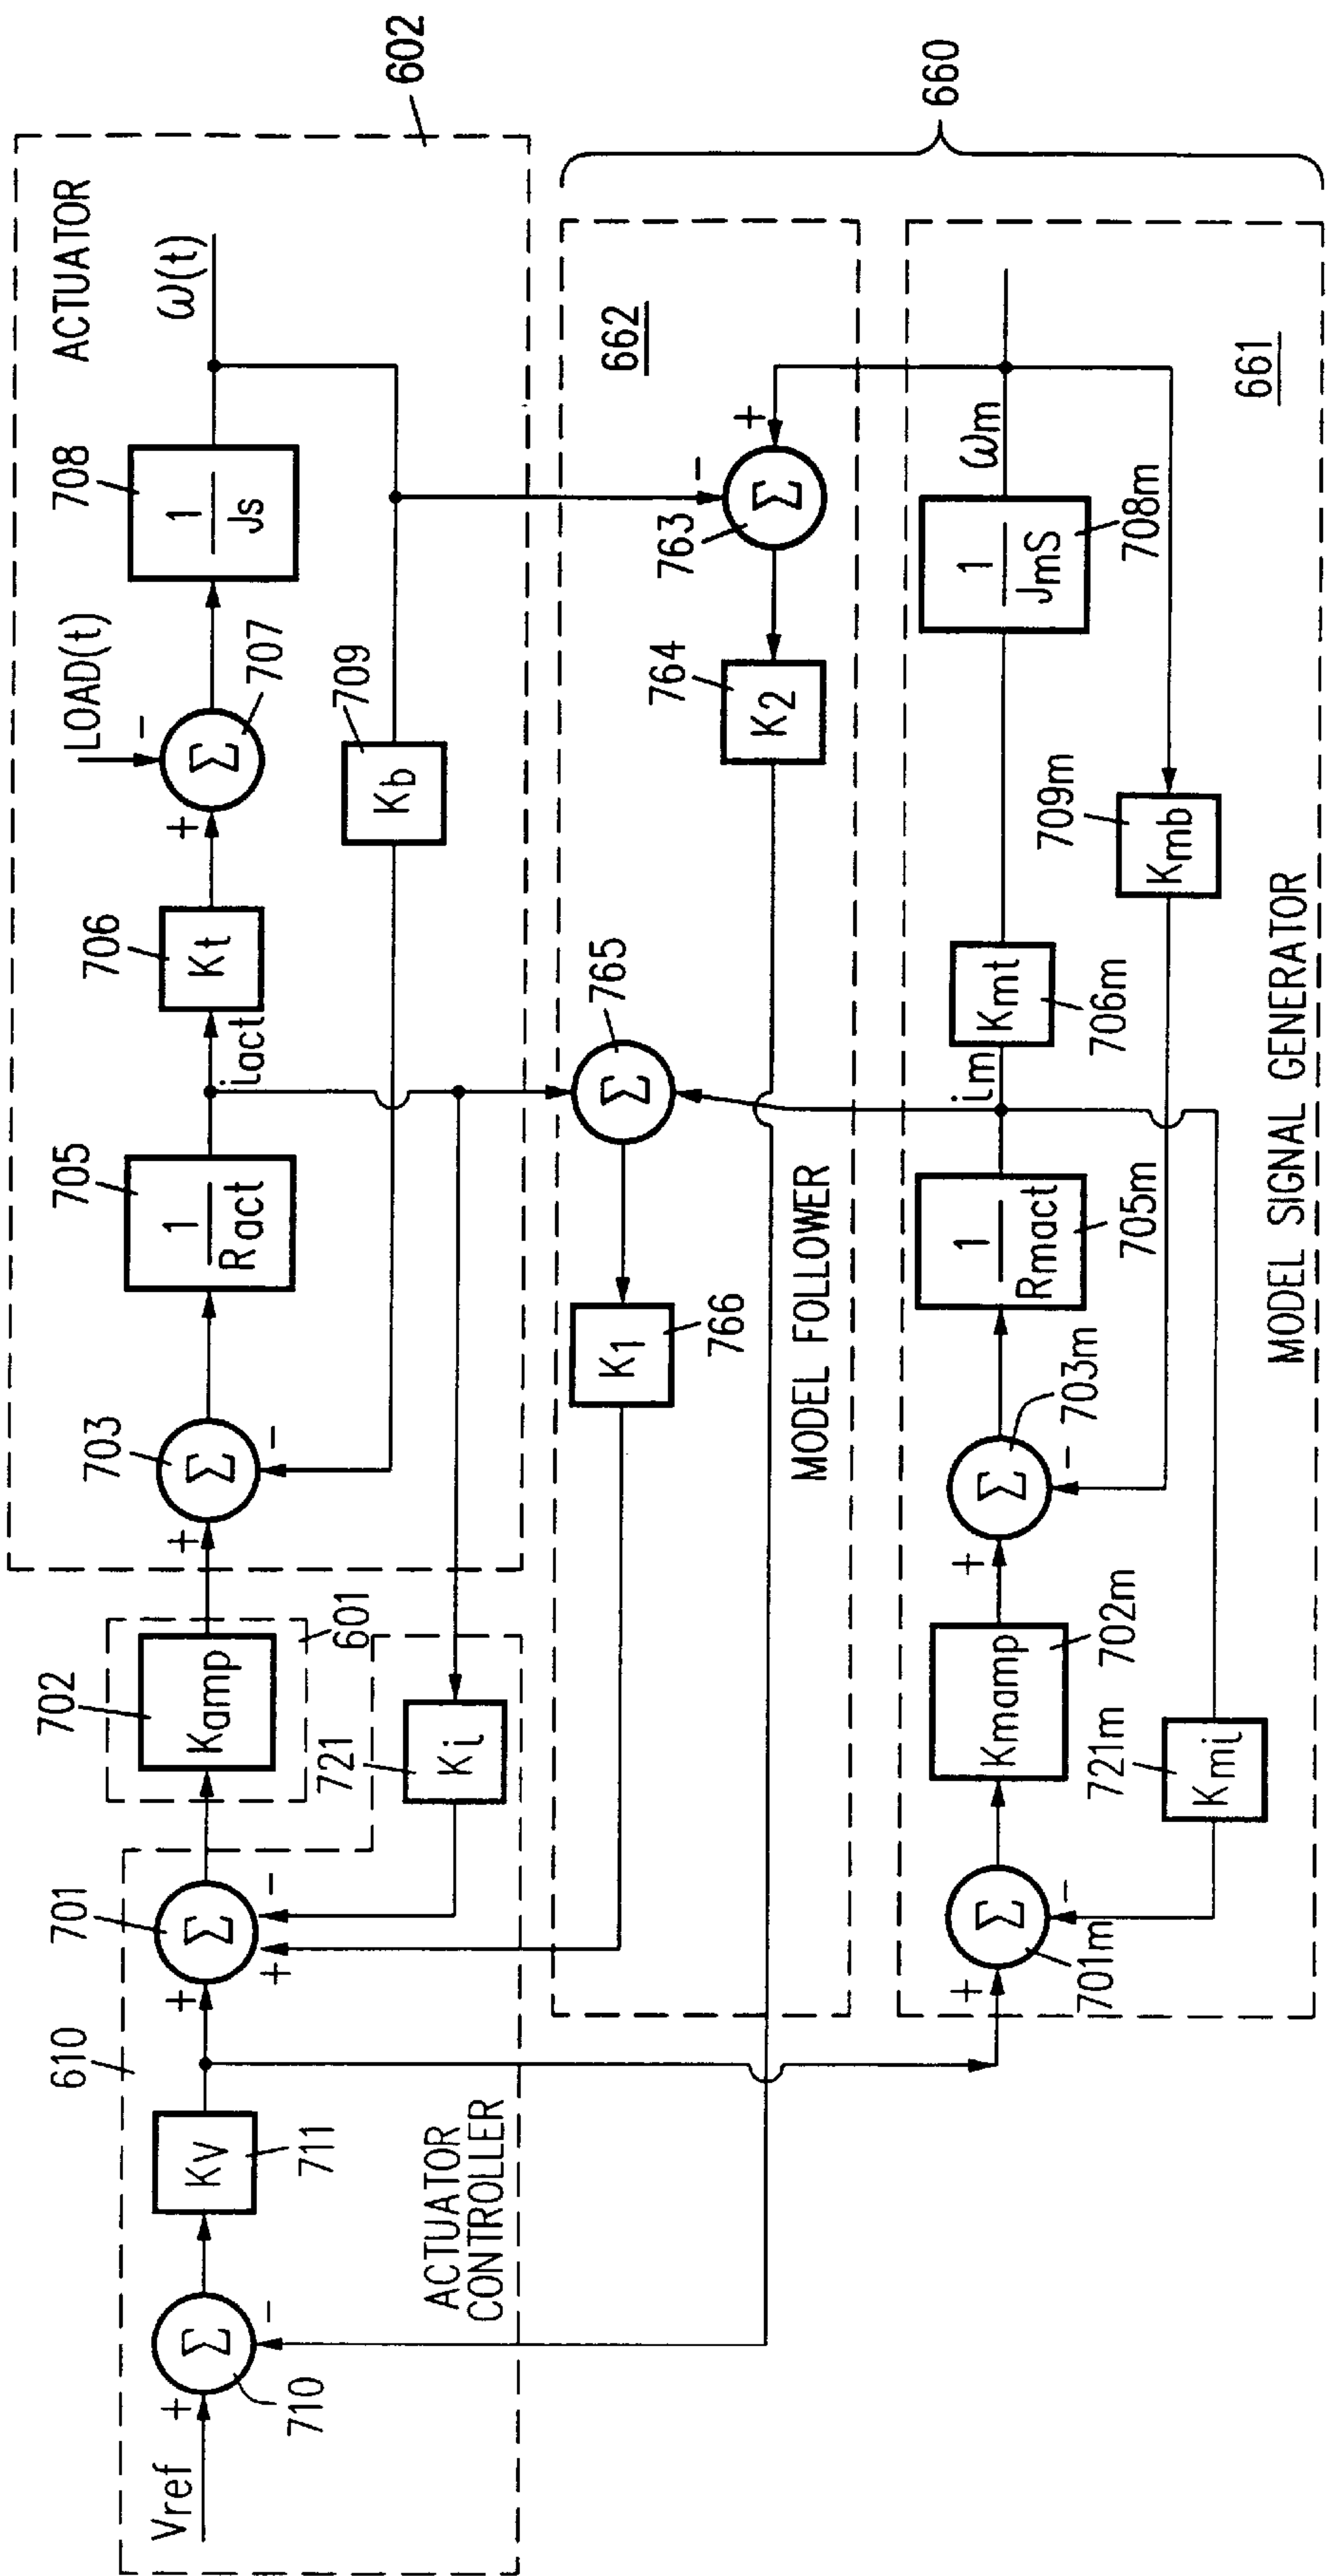 602
ACTUATOR
708
1
Js
ω(t)
LOAD(t)
-
707
Σ
+
706
Kt
iact
709
Kb
705
1
Ract
703
Σ
+
-
702
Kamp
601
721
Ki
701
Σ
+
-
+
610
Kv
711
ACTUATOR
CONTROLLER
Σ
+
-
710
Vref
660
662
+
-
Σ
763
764
K2
765
Σ
K1
766
MODEL FOLLOWER
661
ωm
1
JmS
708m
709m
Kmb
Kmt
706m
im
1
Rmact
705m
Σ
703m
+
-
Kmamp
702m
721m
Kmi
Σ
701m
+
-
MODEL SIGNAL GENERATOR